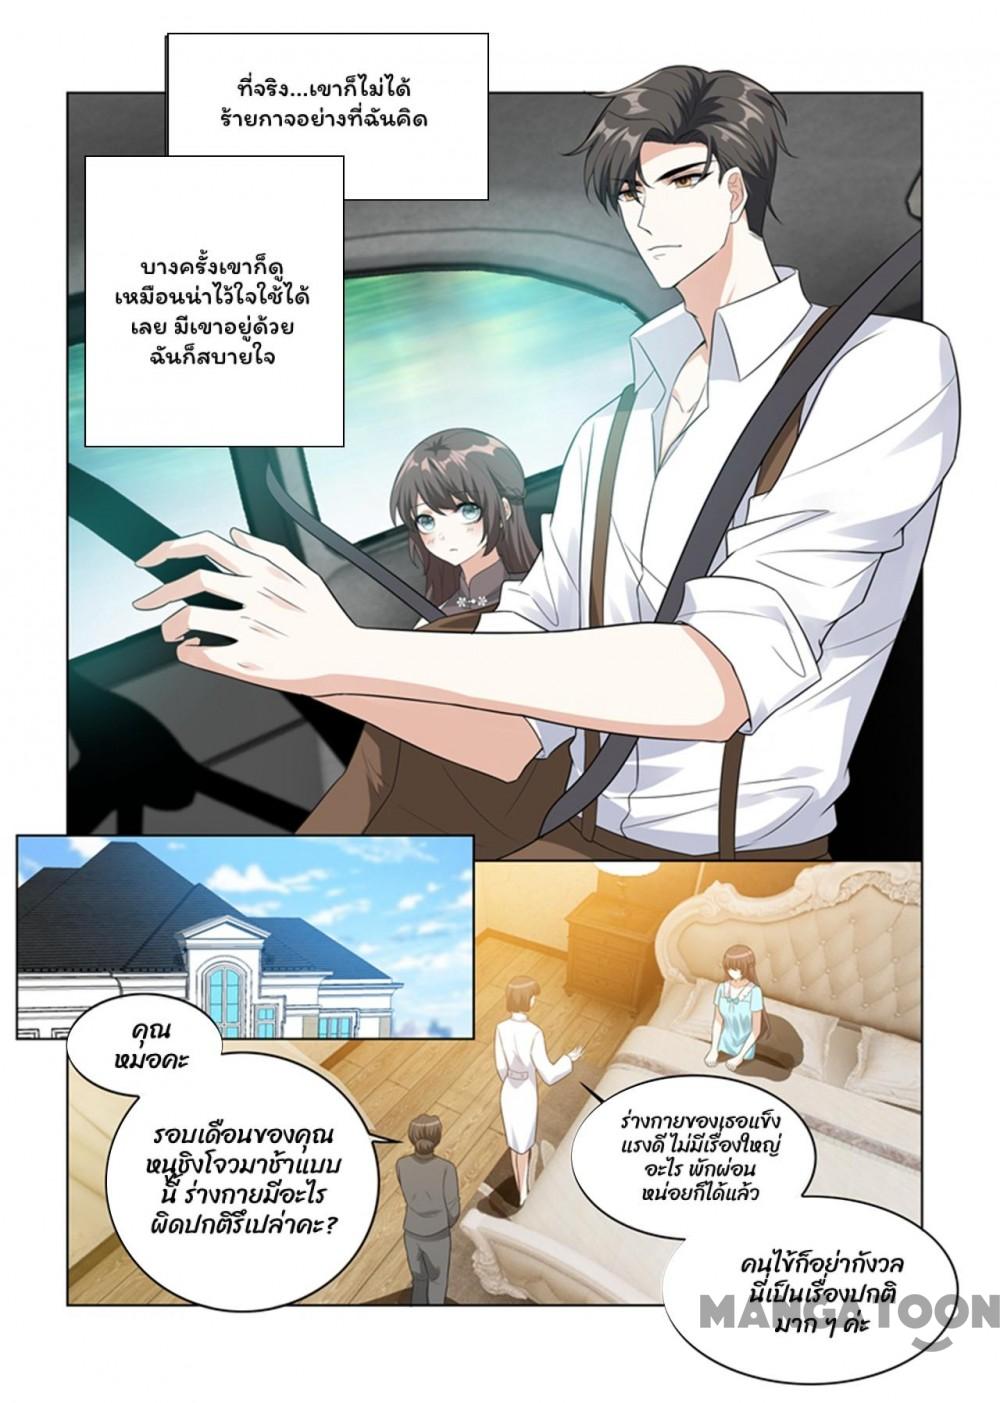 ที่จริง...เขาก็ไม่ได้
ร้ายกาจอย่างที่ฉันคิด
บางครั้งเขาก็ดู
เหมือนน่าไว้ใจใช้ได้
เลย มีเขาอยู่ด้วย
ฉันก็สบายใจ
คุณ
หมอคะ
รอบเดือนของคุณ
หนูชิงโจวมาช้าแบบ
นี้ ร่างกายมีอะไร
ผิดปกติรึเปล่าคะ?
ร่างกายของเธอแข็ง
แรงดี ไม่มีเรื่องใหญ่
อะไร พักผ่อน
หน่อยก็ได้แล้ว
คนไข้ก็อย่ากังวล
นี่เป็นเรื่องปกติ
มาก ๆ ค่ะ
MANGATOON